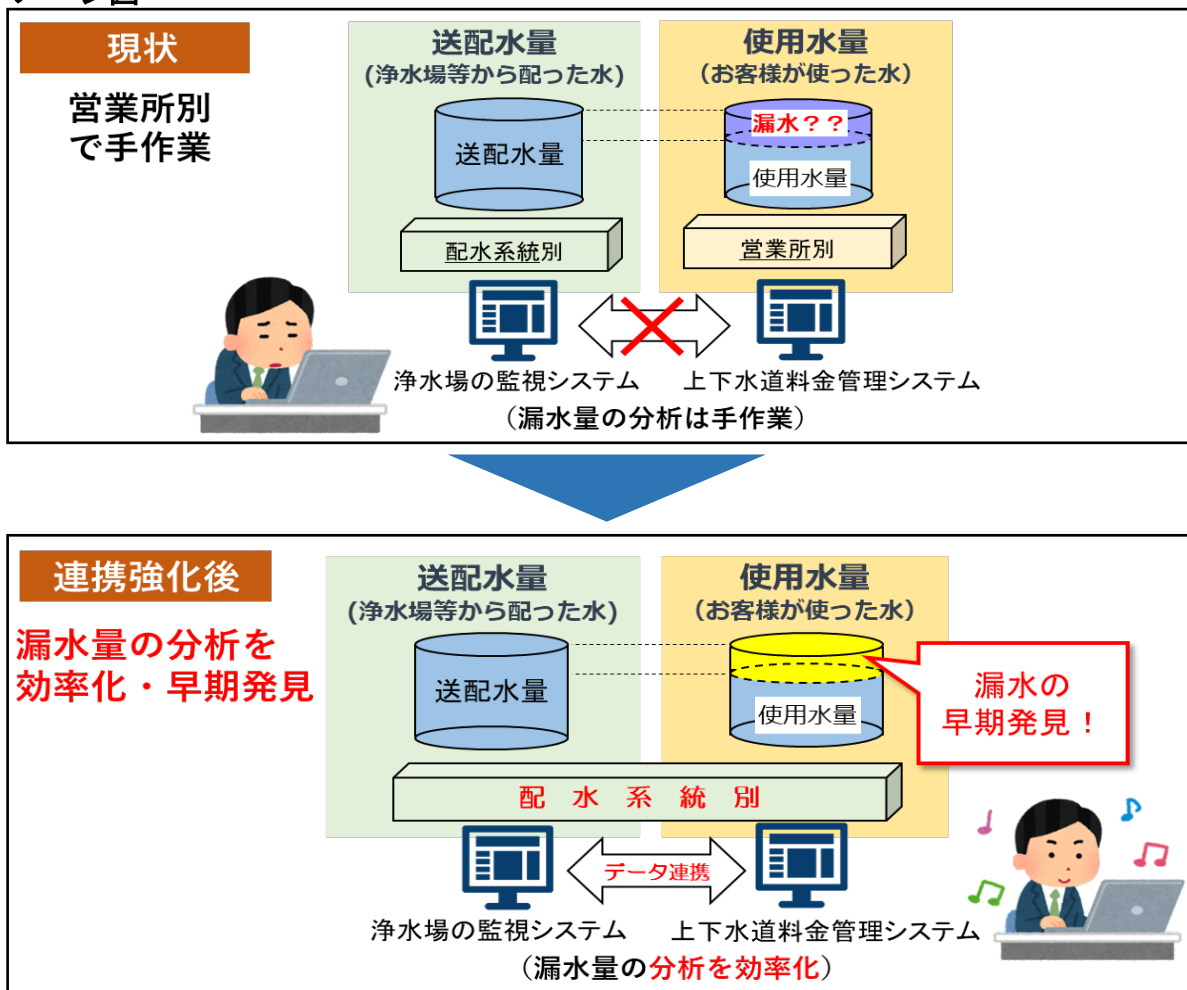 現状
営業所別
で手作業
送配水量
(浄水場等から配った水)
使用水量
(お客様が使った水)
送配水量
漏水??
使用水量
配水系統別
営業所別
浄水場の監視システム
上下水道料金管理システム
(漏水量の分析は手作業)
連携強化後
漏水量の分析を
効率化・早期発見
送配水量
(浄水場等から配った水)
使用水量
(お客様が使った水)
送配水量
使用水量
漏水の
早期発見!
配水系統別
データ連携
浄水場の監視システム
上下水道料金管理システム
(漏水量の分析を効率化)